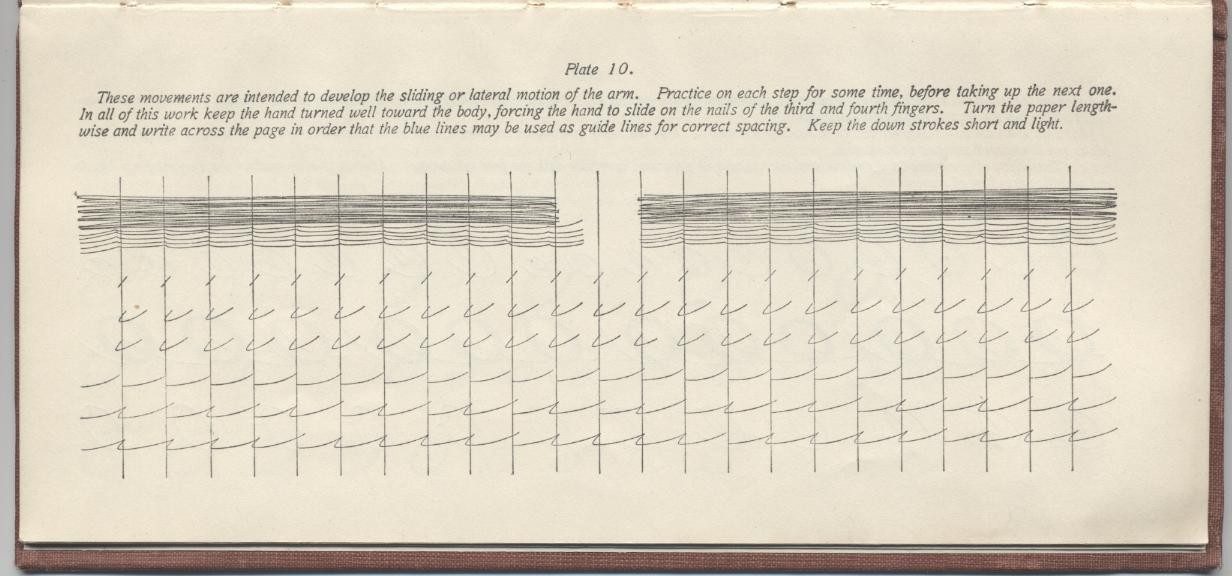 Plate 10.
These movements are intended to develop the sliding or lateral motion of the arm. Practice on each step for some time, before taking up the next one.
In all of this work keep the hand turned well toward the body, forcing the hand to slide on the nails of the third and fourth fingers. Turn the paper length-
wise and write across the page in order that the blue lines may be used as guide lines for correct spacing. Keep the down strokes short and light.